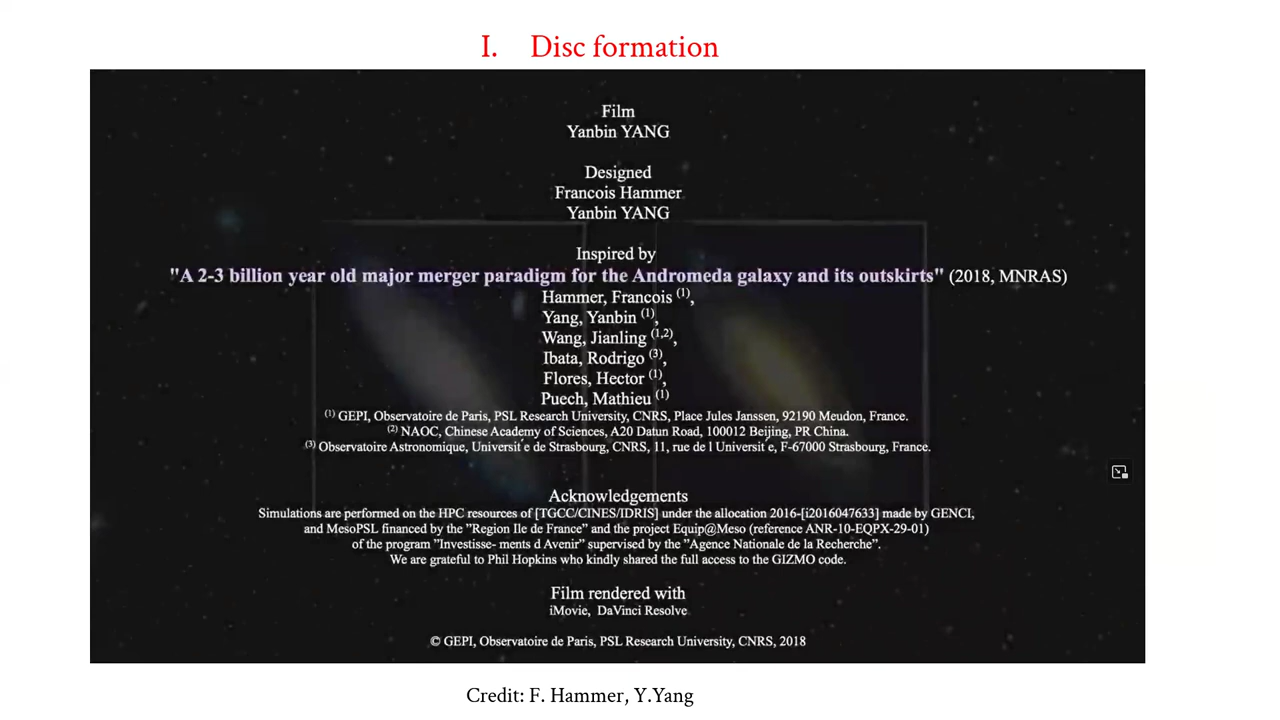 I. Disc formation
Film
Yanbin YANG
Designed
Francois Hammer
Yanbin YANG
Inspired by
"A 2-3 billion year old major merger paradigm for the Andromeda galaxy and its outskirts" (2018, MNRAS)
Hammer, Francois (1),
Yang, Yanbin (1),
Wang, Jianling (1,2),
Ibata, Rodrigo (3),
Flores, Hector (1),
Puech, Mathieu (1)
(1) GEPI, Observatoire de Paris, PSL Research University, CNRS, Place Jules Janssen, 92190 Meudon, France.
(2) NAOC, Chinese Academy of Sciences, A20 Datun Road, 100012 Beijing, PR China.
(3) Observatoire Astronomique, Universit´e de Strasbourg, CNRS, 11, rue de l Universit´e, F-67000 Strasbourg, France.
Acknowledgements
Simulations are performed on the HPC resources of [TGCC/CINES/IDRIS] under the allocation 2016-[i2016047633] made by GENCI,
and MesoPSL financed by the "Region Ile de France" and the project Equip@Meso (reference ANR-10-EQPX-29-01)
of the program "Investisse- ments d Avenir" supervised by the "Agence Nationale de la Recherche".
We are grateful to Phil Hopkins who kindly shared the full access to the GIZMO code.
Film rendered with
iMovie, DaVinci Resolve
© GEPI, Observatoire de Paris, PSL Research University, CNRS, 2018
Credit: F. Hammer, Y.Yang